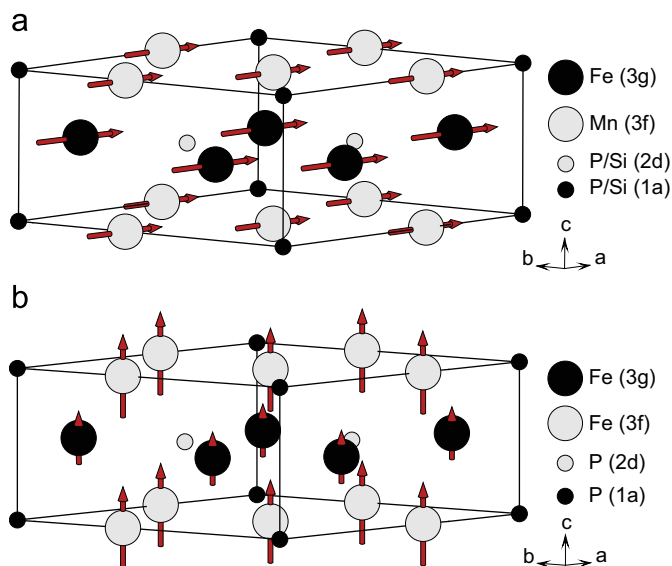 a
Fe (3g)
Mn (3f)
P/Si (2d)
P/Si (1a)
c
b a
b
Fe (3g)
Fe (3f)
P (2d)
P (1a)
c
b a